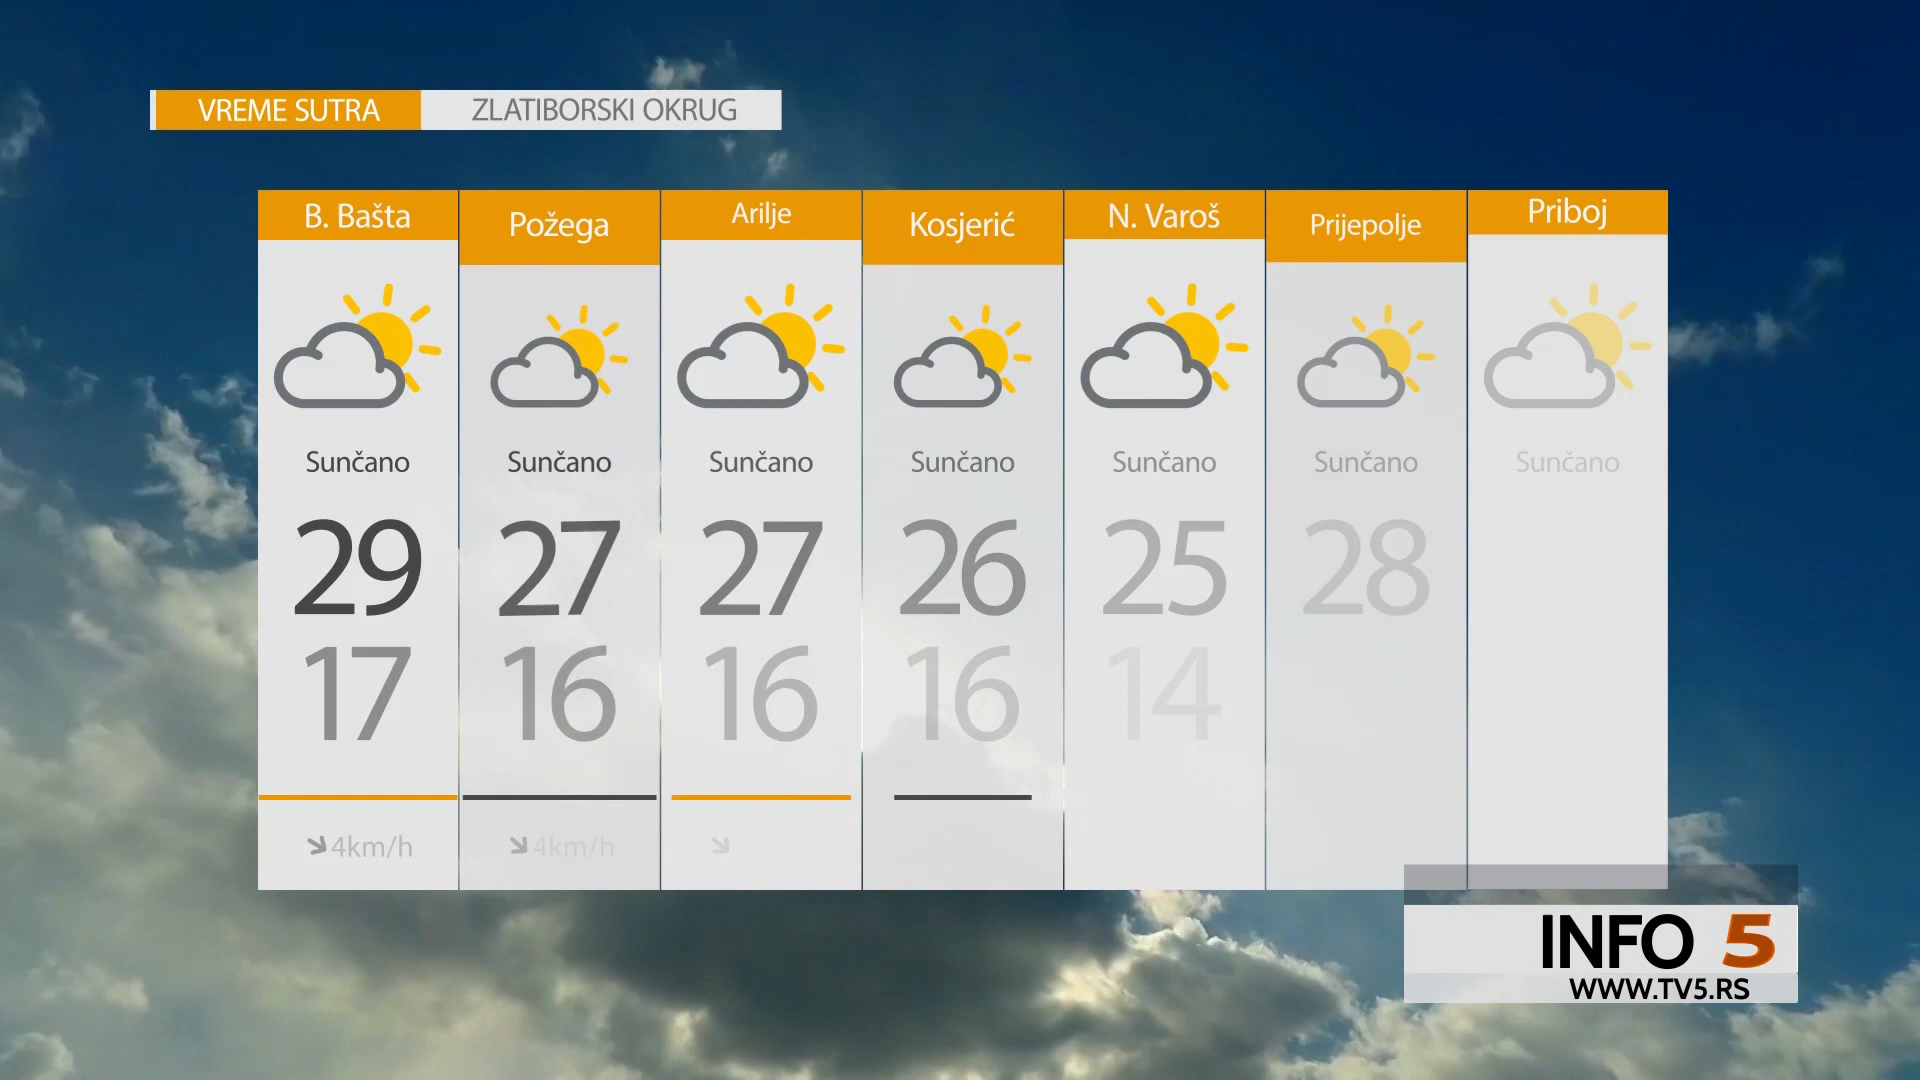 VREME SUTRA ZLATIBORSKI OKRUG
B. Bašta Požega Arilje Kosjerić N. Varoš Prijepolje Priboj
Sunčano Sunčano Sunčano Sunčano Sunčano Sunčano Sunčano
29 27 27 26 25 28
17 16 16 16 14
4km/h 4km/h
INFO 5
WWW.TV5.RS